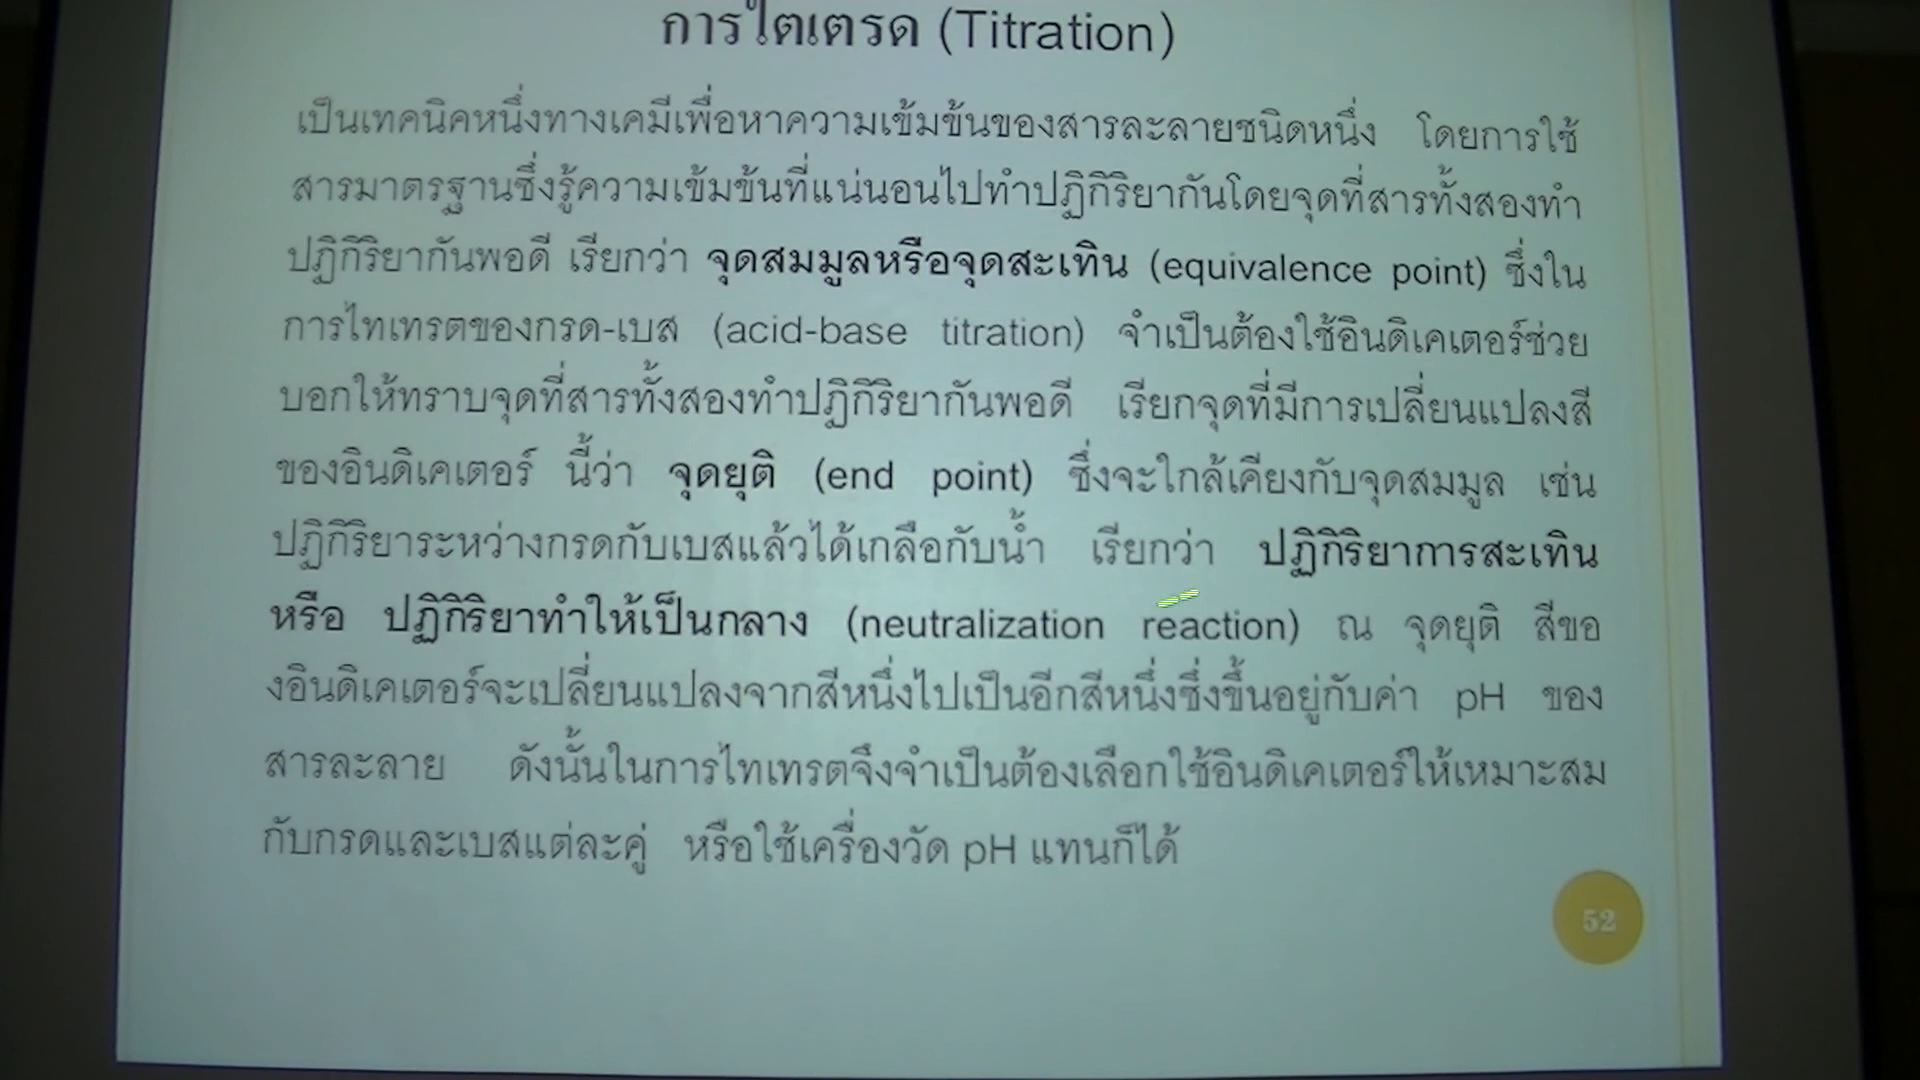 การไตเตรด (Titration)
เป็นเทคนิคหนึ่งทางเคมีเพื่อหาความเข้มข้นของสารละลายชนิดหนึ่ง โดยการใช้
สารมาตรฐานซึ่งรู้ความเข้มข้นที่แน่นอนไปทำปฏิกิริยากันโดยจุดที่สารทั้งสองทำ
ปฏิกิริยากันพอดี เรียกว่า จุดสมมูลหรือจุดสะเทิน (equivalence point) ซึ่งใน
การไทเทรตของกรด-เบส (acid-base titration) จำเป็นต้องใช้อินดิเคเตอร์ช่วย
บอกให้ทราบจุดที่สารทั้งสองทำปฏิกิริยากันพอดี เรียกจุดที่มีการเปลี่ยนแปลงสี
ของอินดิเคเตอร์ นี้ว่า จุดยุติ (end point) ซึ่งจะใกล้เคียงกับจุดสมมูล เช่น
ปฏิกิริยาระหว่างกรดกับเบสแล้วได้เกลือกับน้ำ เรียกว่า ปฏิกิริยาการสะเทิน
หรือ ปฏิกิริยาทำให้เป็นกลาง (neutralization reaction) ณ จุดยุติ สีขอ
งอินดิเคเตอร์จะเปลี่ยนแปลงจากสีหนึ่งไปเป็นอีกสีหนึ่งซึ่งขึ้นอยู่กับค่า pH ของ
สารละลาย ดังนั้นในการไทเทรตจึงจำเป็นต้องเลือกใช้อินดิเคเตอร์ให้เหมาะสม
กับกรดและเบสแต่ละคู่ หรือใช้เครื่องวัด pH แทนก็ได้
52